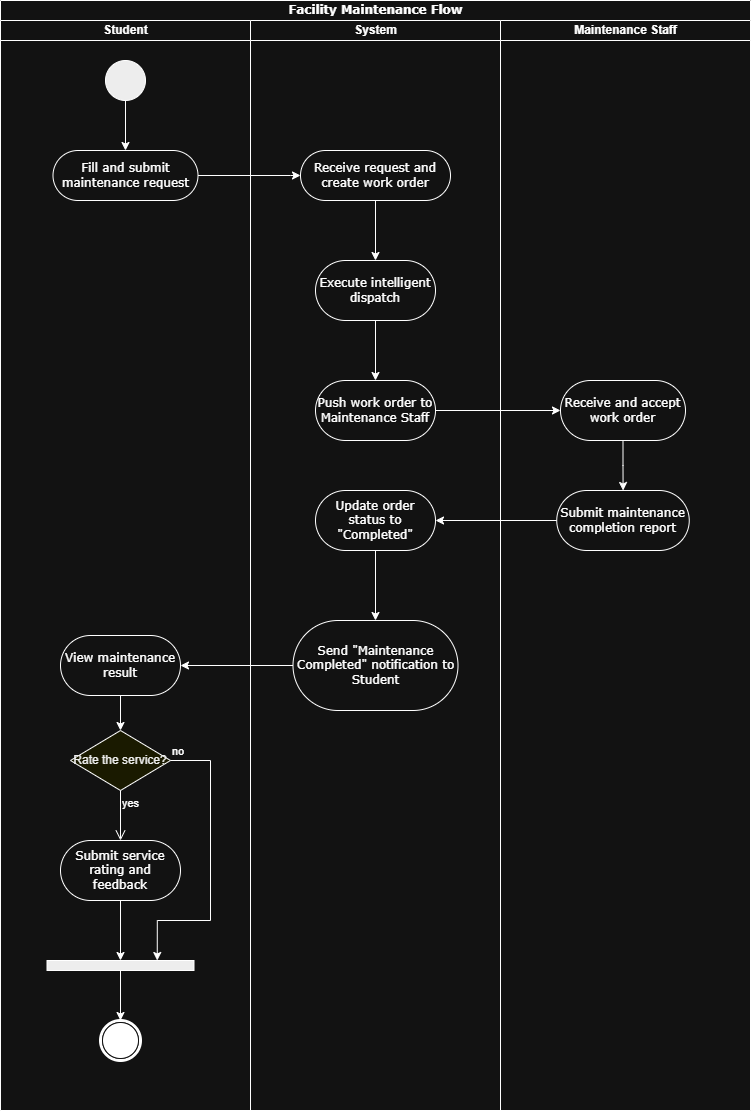 Facility Maintenance Flow
Student
System
Maintenance Staff
Fill and submit
maintenance request
Receive request and
create work order
Execute intelligent
dispatch
Push work order to
Maintenance Staff
Receive and accept
work order
Submit maintenance
completion report
Update order
status to
"Completed"
Send "Maintenance
Completed" notification to
Student
View maintenance
result
Rate the service?
no
yes
Submit service
rating and
feedback